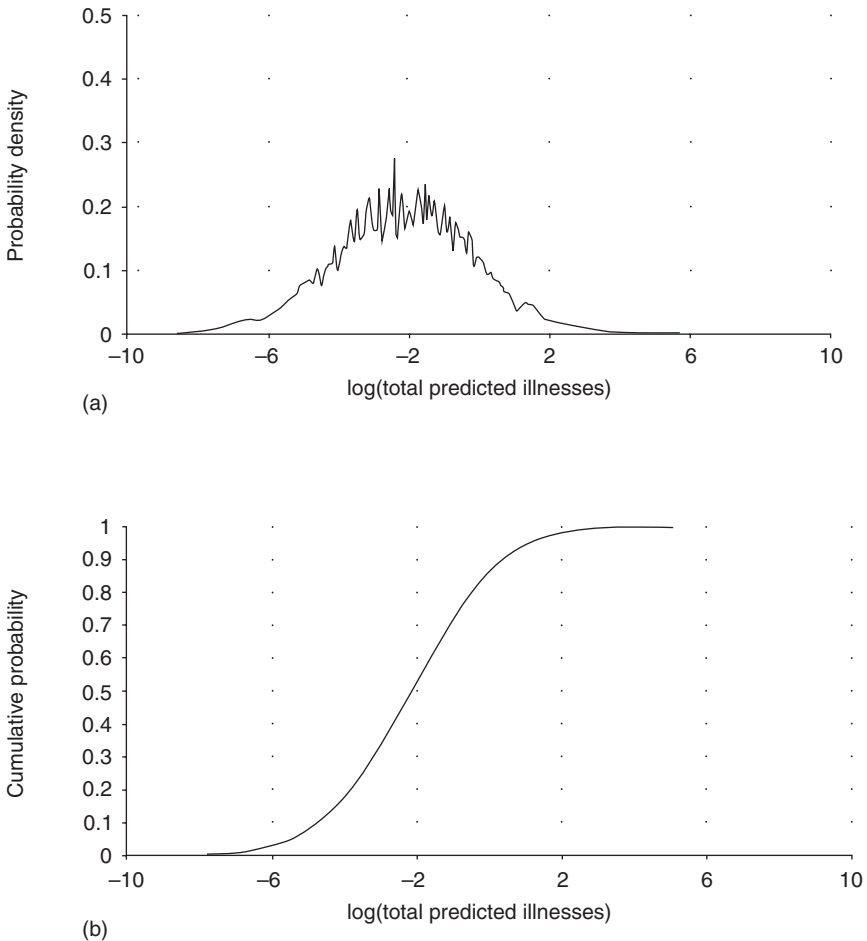 0.5
0.4
0.3
0.2
0.1
0
Probability density
–10 –6 –2 2 6 10
log(total predicted illnesses)
(a)
1
0.9
0.8
0.7
0.6
0.5
0.4
0.3
0.2
0.1
0
Cumulative probability
–10 –6 –2 2 6 10
log(total predicted illnesses)
(b)